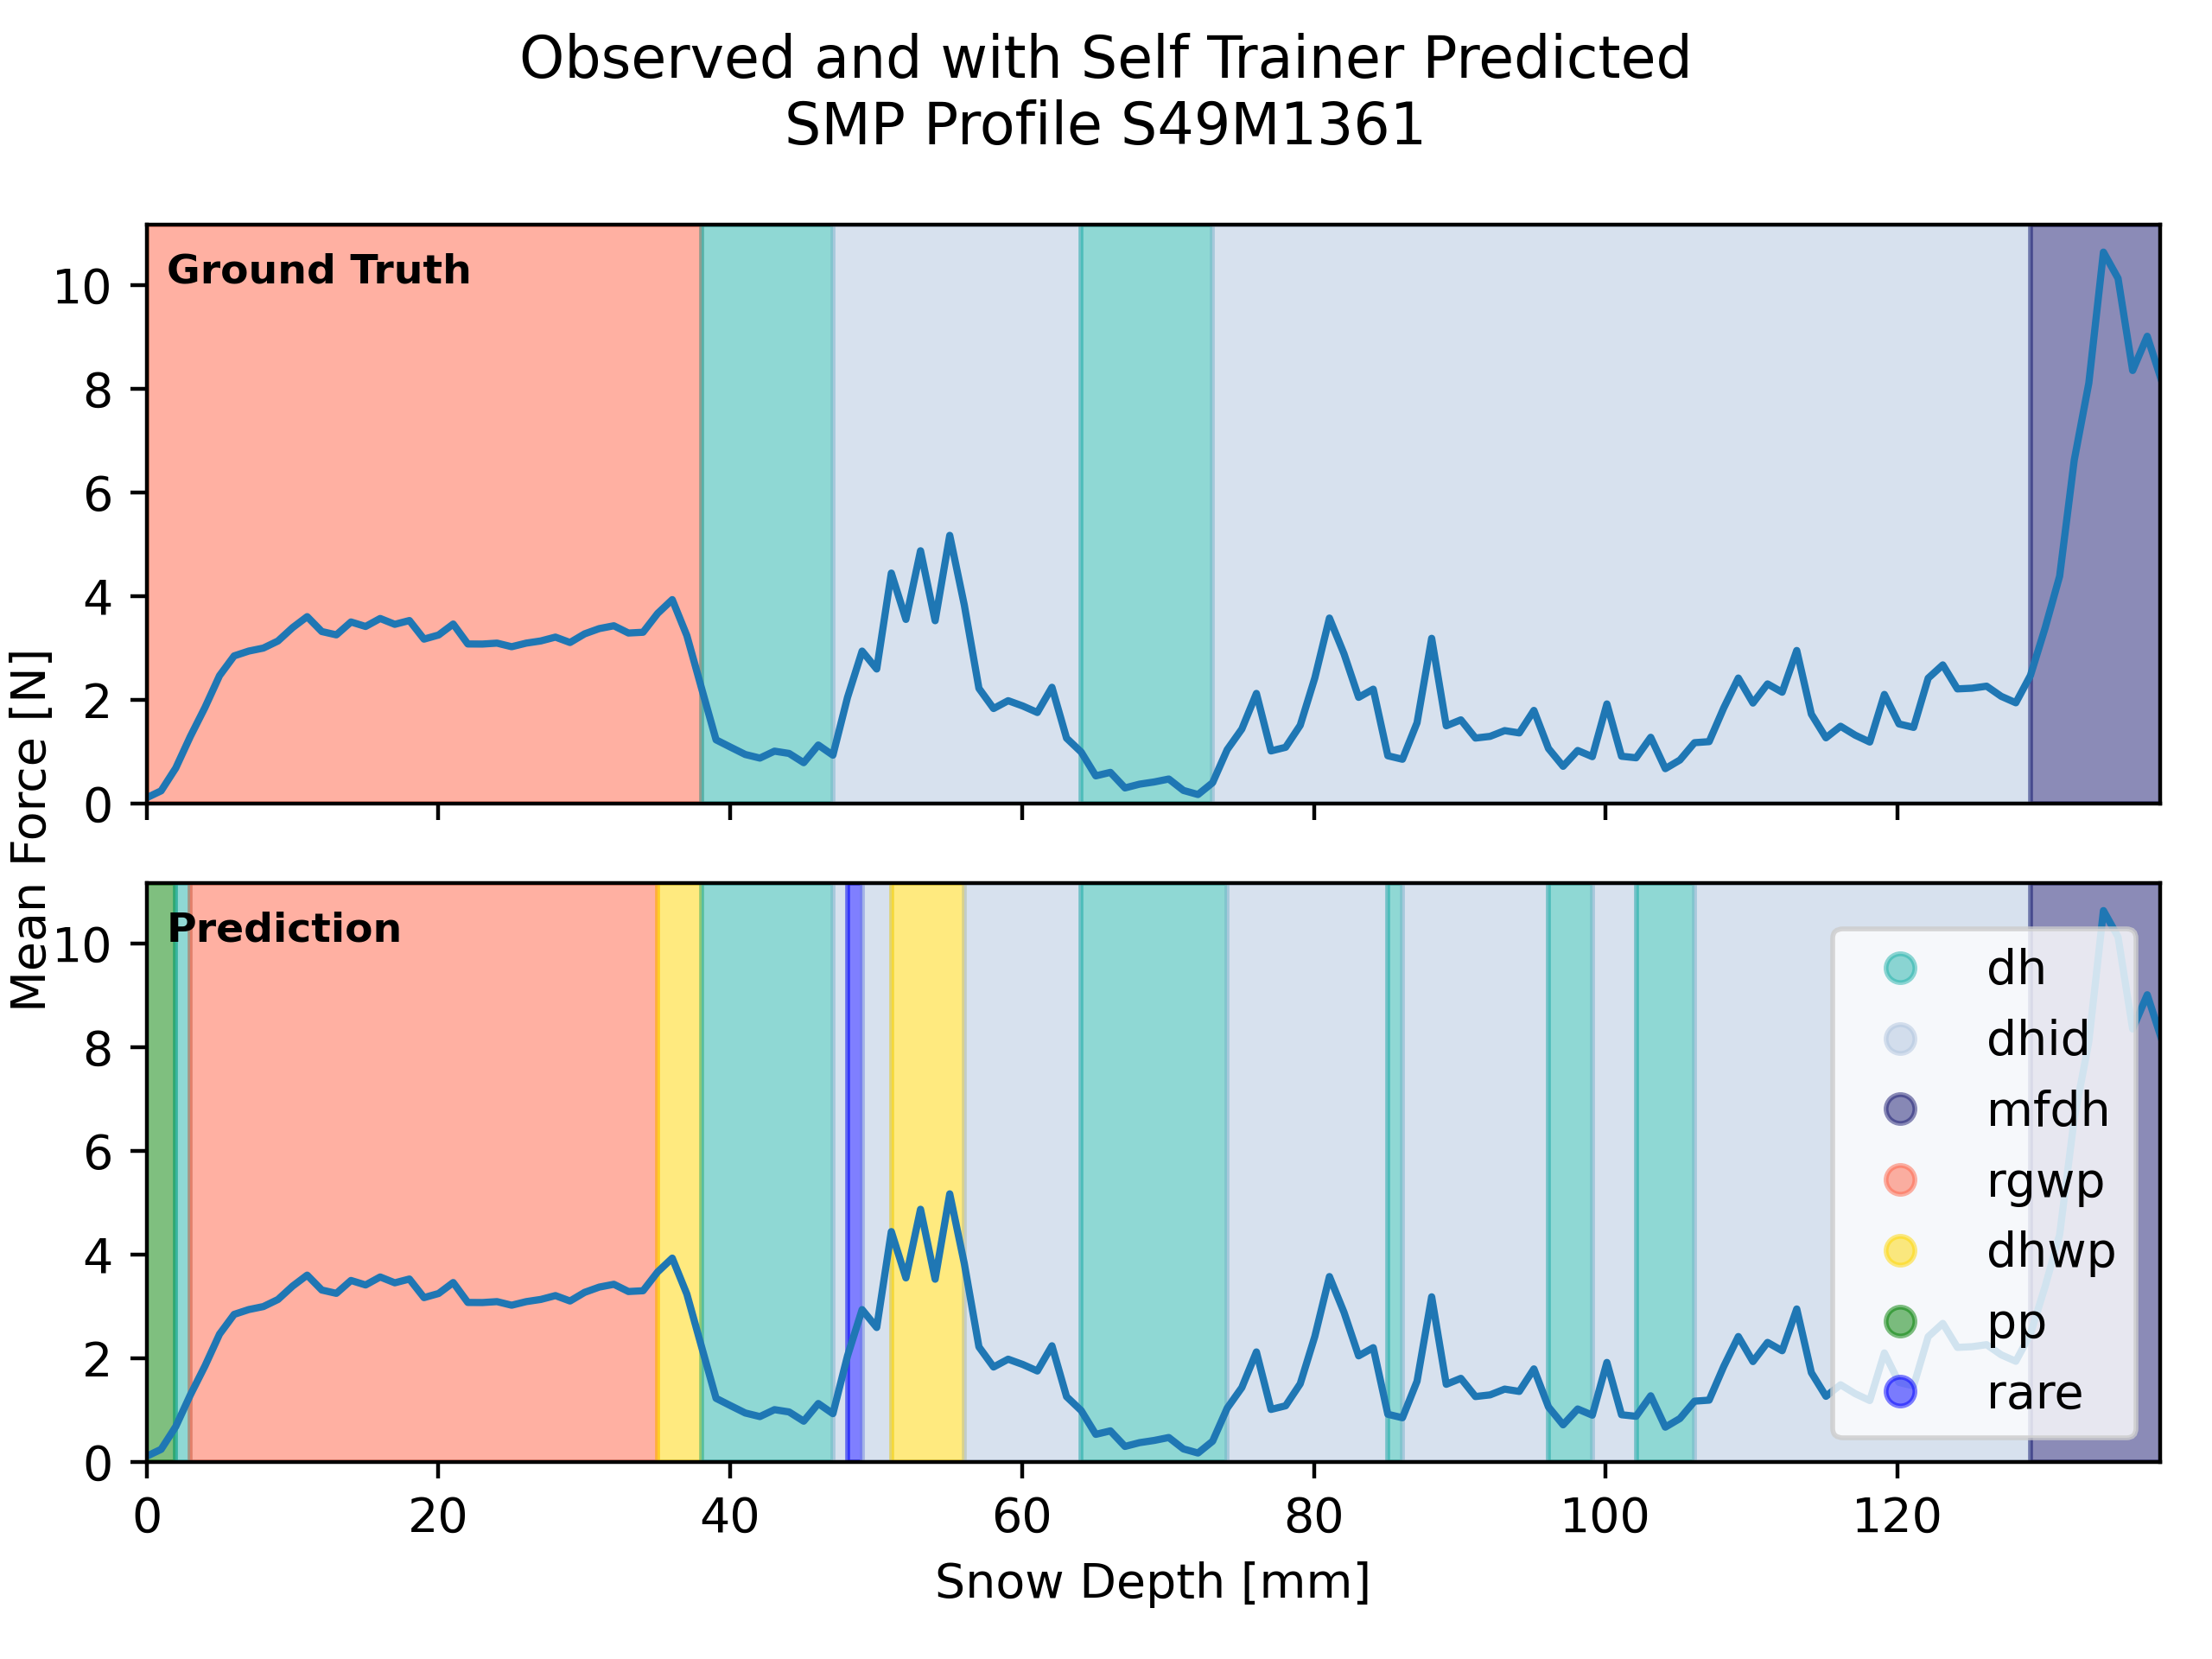 Observed and with Self Trainer Predicted
SMP Profile S49M1361
Ground Truth
10
8
6
4
2
0
Mean Force [N]
Prediction
10
8
6
4
2
0
dh
dhid
mfdh
rgwp
dhwp
pp
rare
0 20 40 60 80 100 120
Snow Depth [mm]